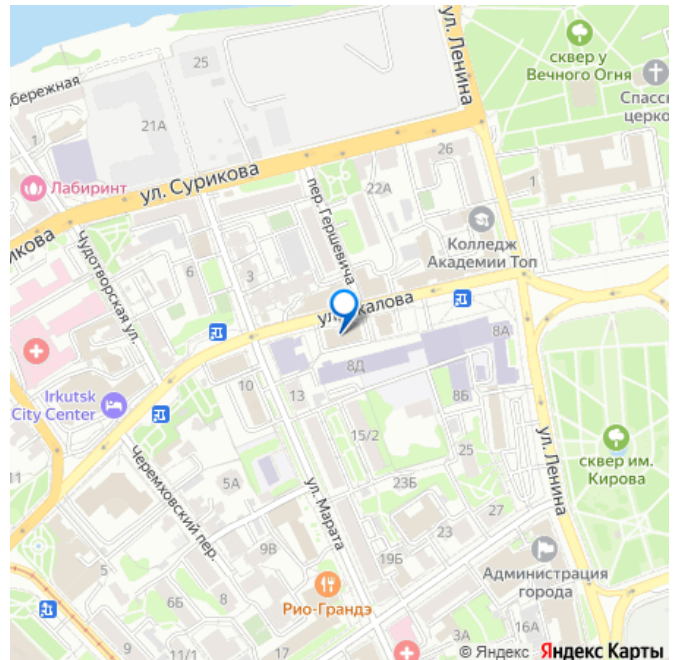 ул. Ленина
сквер у
Вечного Огня
25
бережная
Спасс
церко
1
21А
26
Лабиринт
ул. Сурикова
22А
1
пер. Гершевича
икова
Чудотворская ул.
6
3
Колледж
Академии Топ
ул.
калова
8А
8Д
10
13
8Б
Irkutsk
City Center
15/2
25
ул. Ленина
сквер им.
Кирова
11
Черемховский пер.
5А
23Б
27
ул. Марата
23
9В
19Б
5
Администрация
города
6Б
8
Рио-Грандэ
9
11/1
3А
16А
© Яндекс Яндекс Карты